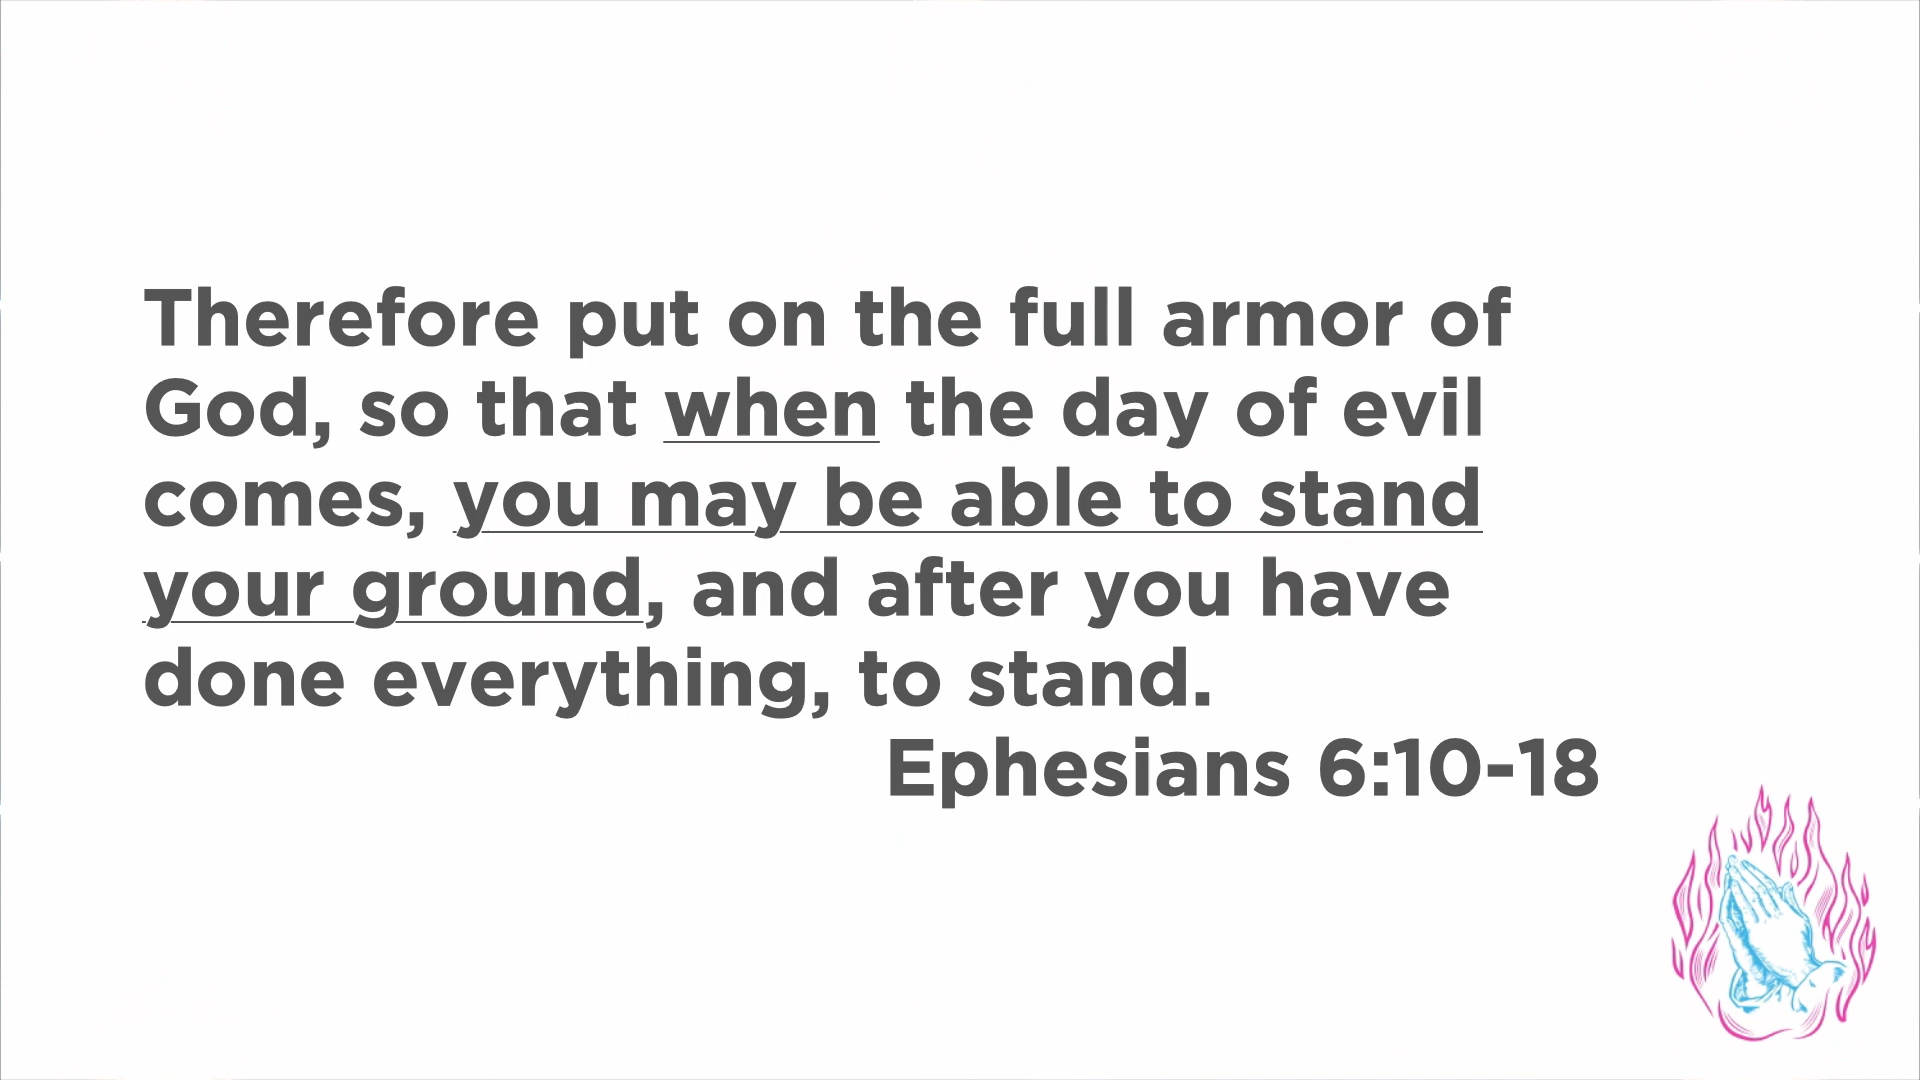 Therefore put on the full armor of
God, so that when the day of evil
comes, you may be able to stand
your ground, and after you have
done everything, to stand.
Ephesians 6:10-18